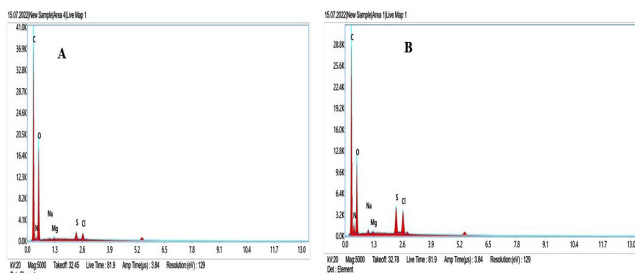 15.07.2022|New Sample|Area 4|Live Map 1
41.0K
36.9K
32.8K
28.7K
24.6K
20.5K
16.4K
12.3K
8.2K
4.1K
0.0K
C
A
O
N
Na
Mg
S
Cl
0.0 1.3 2.6 3.9 5.2 6.5 7.8 9.1 10.4 11.7 13.0
kV:20 Mag:5000 Takeoff: 32.45 Live Time : 81.9 Amp Time(µs) : 3.84 Resolution:(eV) : 129
15.07.2022|New Sample|Area 1|Live Map 1
28.8K
25.6K
22.4K
19.2K
16.0K
12.8K
9.6K
6.4K
3.2K
0.0K
C
B
O
N
Na
Mg
S
Cl
0.0 1.3 2.6 3.9 5.2 6.5 7.8 9.1 10.4 11.7 13.0
kV:20 Mag:5000 Takeoff: 32.78 Live Time : 81.9 Amp Time(µs) : 3.84 Resolution:(eV) : 129
Det : Element